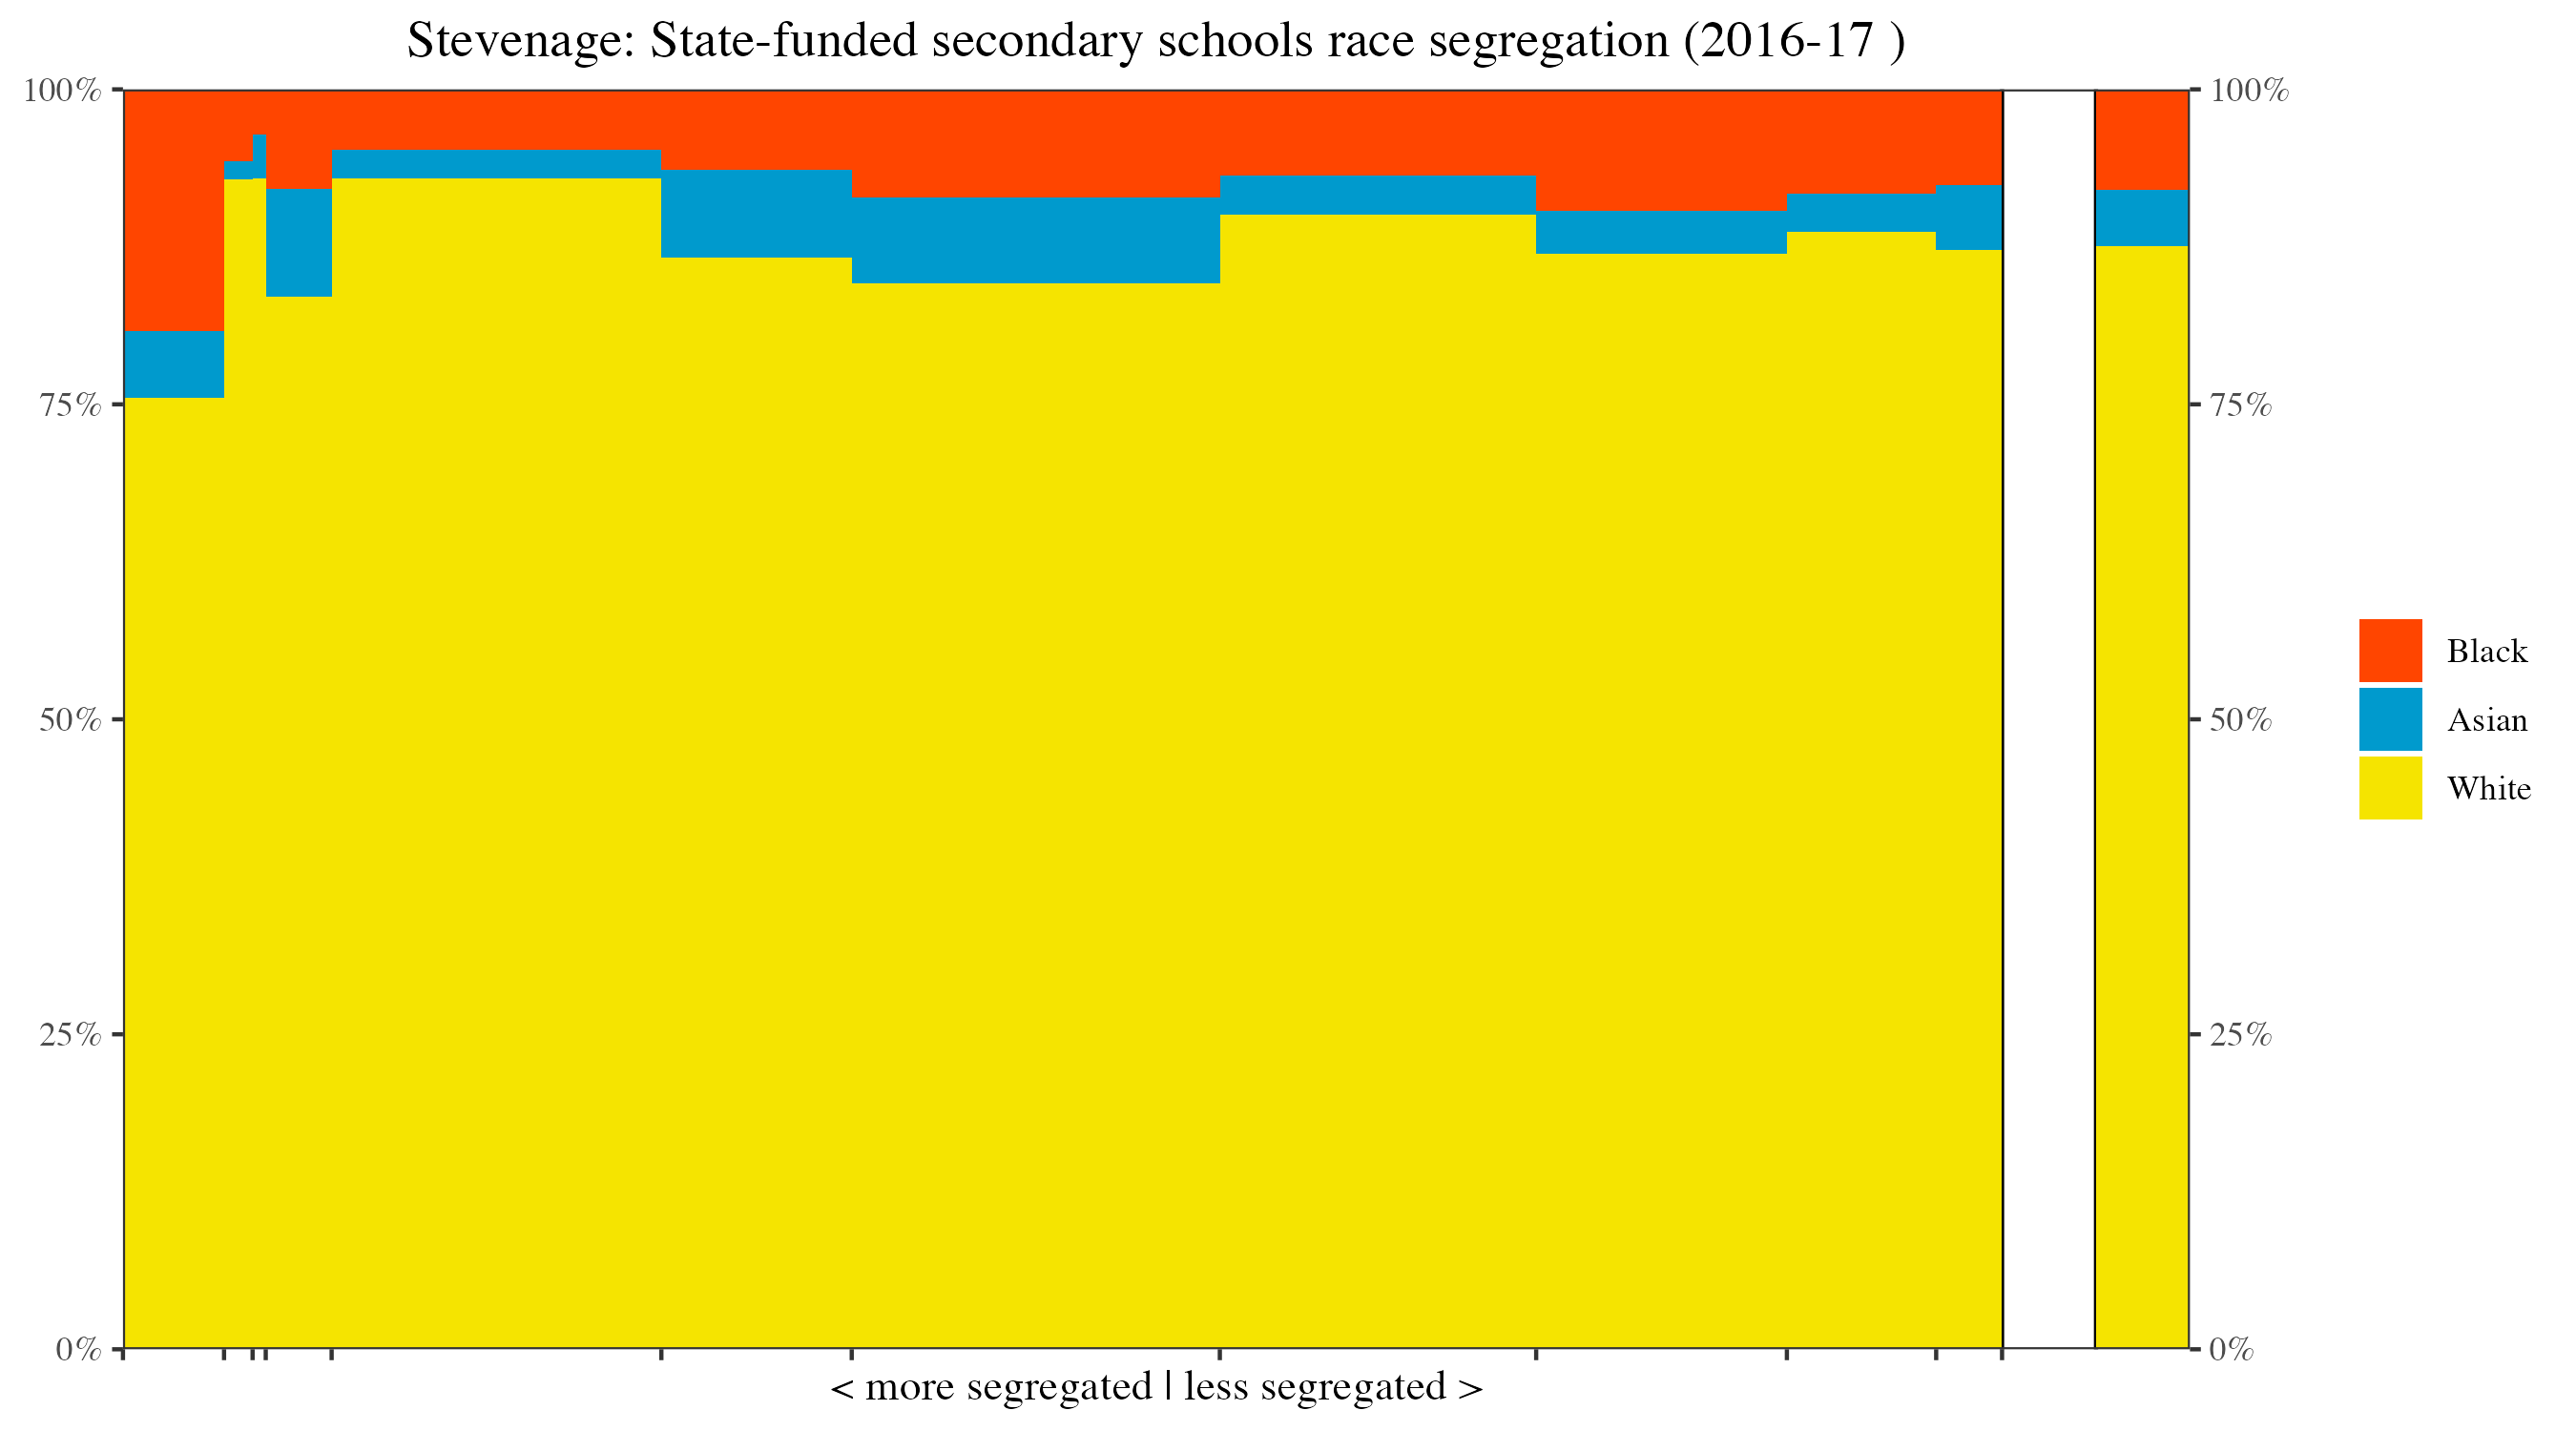 Stevenage: State-funded secondary schools race segregation (2016-17 )
100%
75%
50%
25%
0%
100%
75%
50%
25%
0%
Black
Asian
White
< more segregated | less segregated >